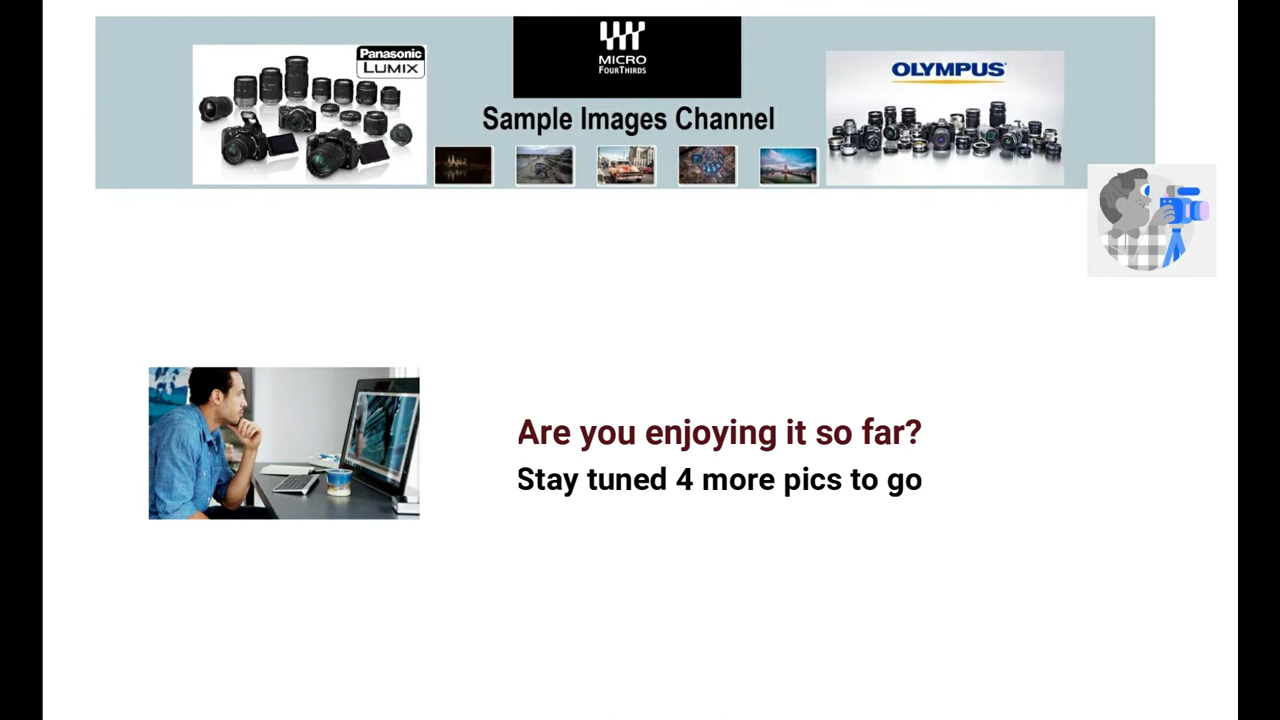 Panasonic
LUMIX
MICRO
FOURTHIRDS
OLYMPUS
Sample Images Channel
Are you enjoying it so far?
Stay tuned 4 more pics to go